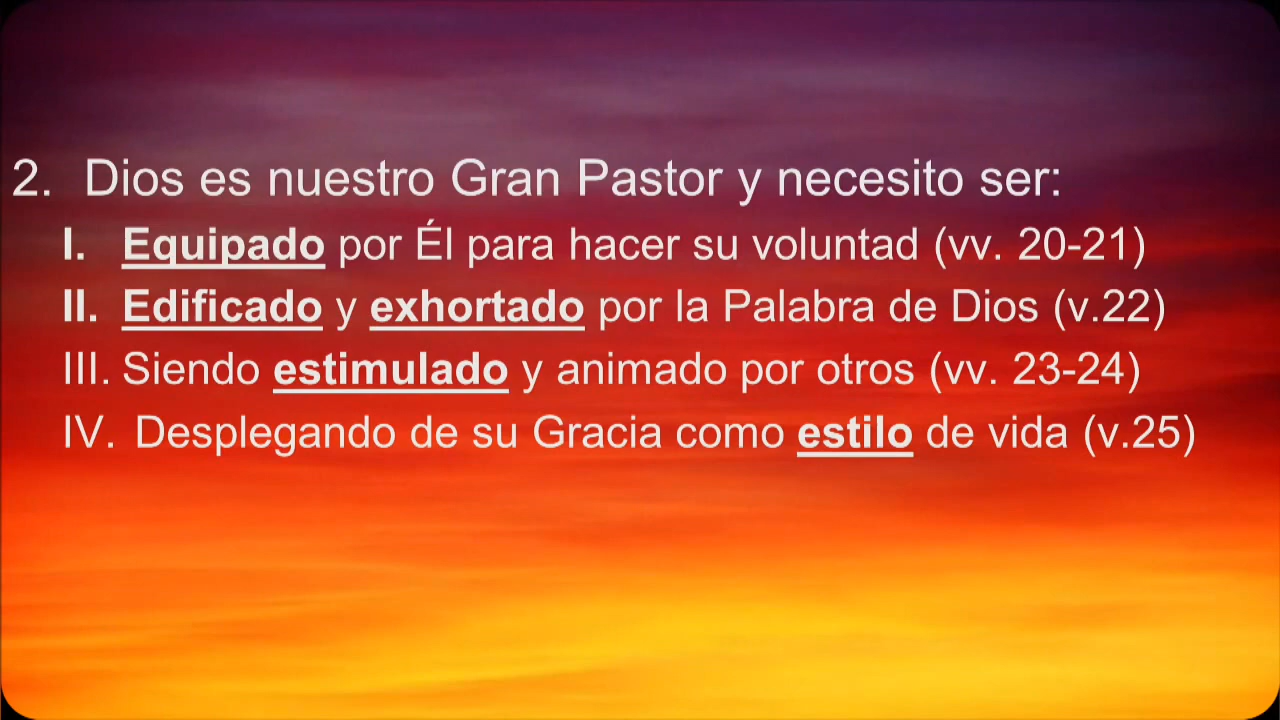 2. Dios es nuestro Gran Pastor y necesito ser:
I. Equipado por Él para hacer su voluntad (vv. 20-21)
II. Edificado y exhortado por la Palabra de Dios (v.22)
III. Siendo estimulado y animado por otros (vv. 23-24)
IV. Desplegando de su Gracia como estilo de vida (v.25)